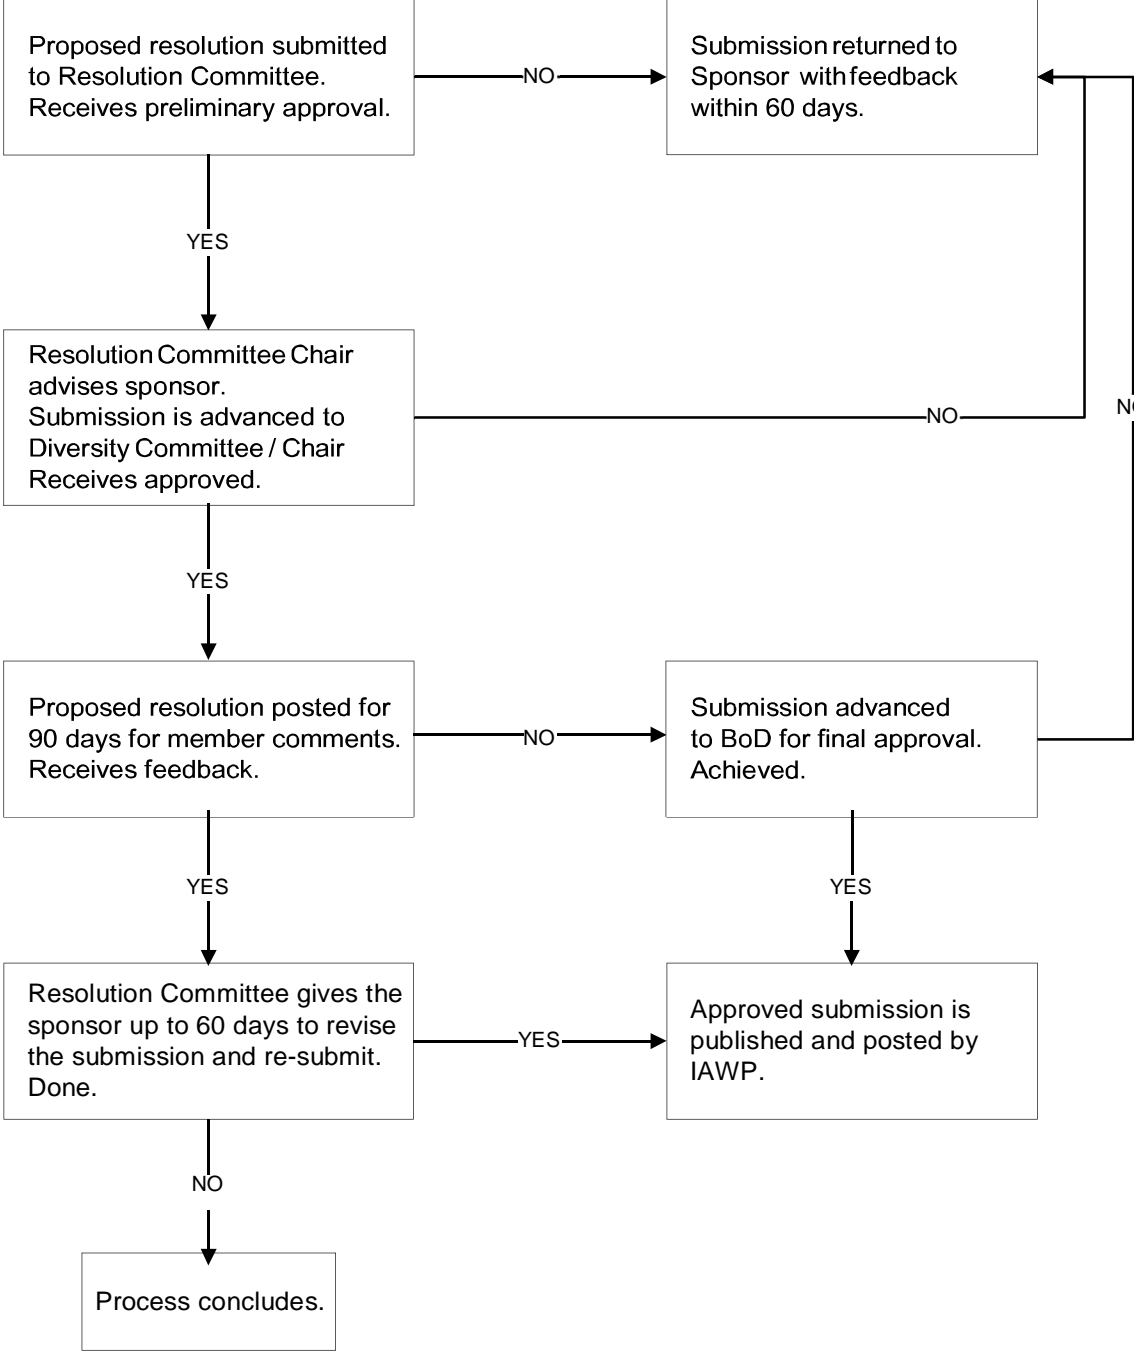 Proposed resolution submitted
to Resolution Committee.
Receives preliminary approval.
NO
Submission returned to
Sponsor with feedback
within 60 days.
YES
Resolution Committee Chair
advises sponsor.
Submission is advanced to
Diversity Committee / Chair
Receives approved.
NO
YES
Proposed resolution posted for
90 days for member comments.
Receives feedback.
NO
Submission advanced
to BoD for final approval.
Achieved.
YES
YES
Resolution Committee gives the
sponsor up to 60 days to revise
the submission and re-submit.
Done.
YES
Approved submission is
published and posted by
IAWP.
NO
Process concludes.